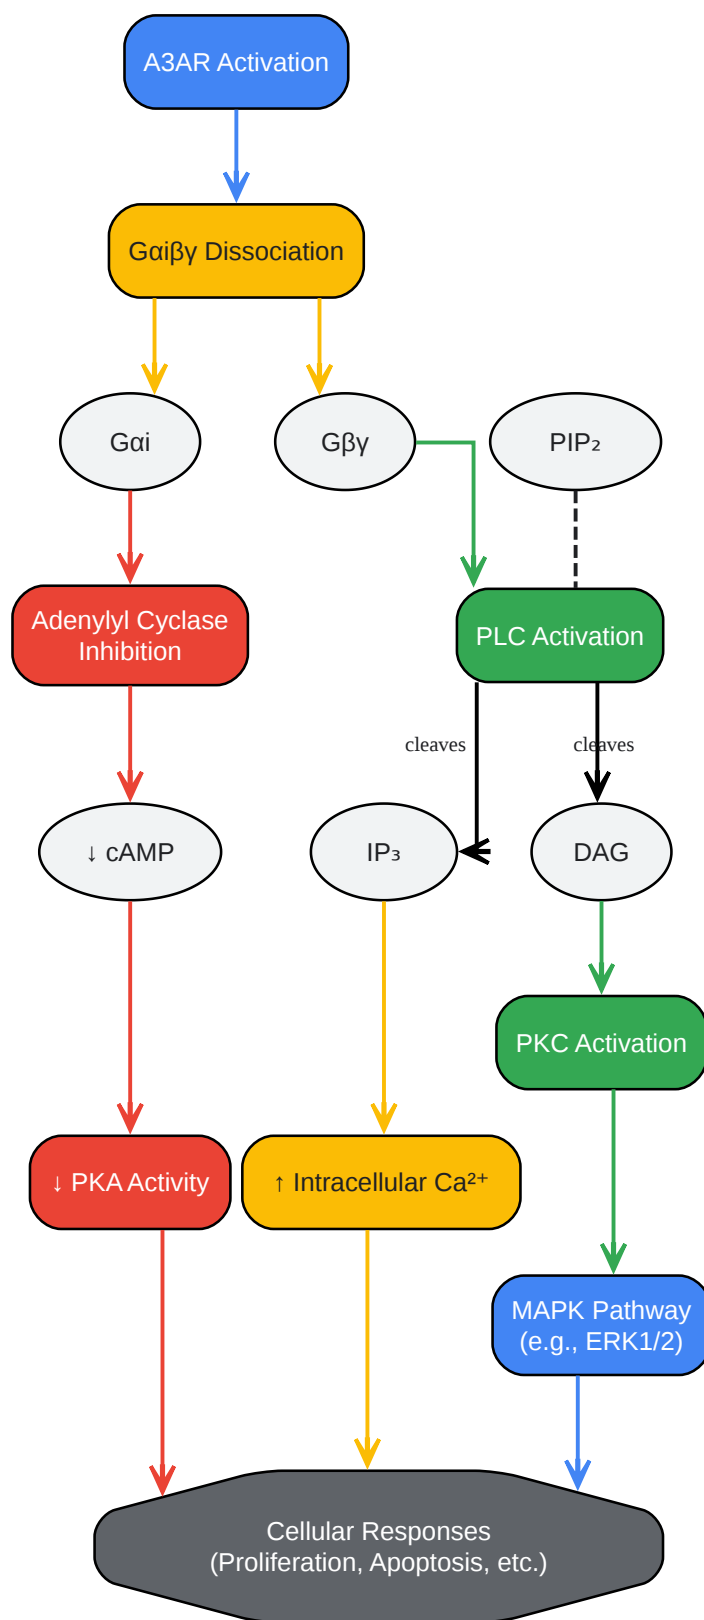 A3AR Activation
Gαiβγ Dissociation
Gαi
Gβγ
PIP₂
Adenylyl Cyclase
Inhibition
PLC Activation
cleaves
cleaves
↓ cAMP
IP₃
DAG
PKC Activation
↓ PKA Activity
↑ Intracellular Ca²⁺
MAPK Pathway
(e.g., ERK1/2)
Cellular Responses
(Proliferation, Apoptosis, etc.)